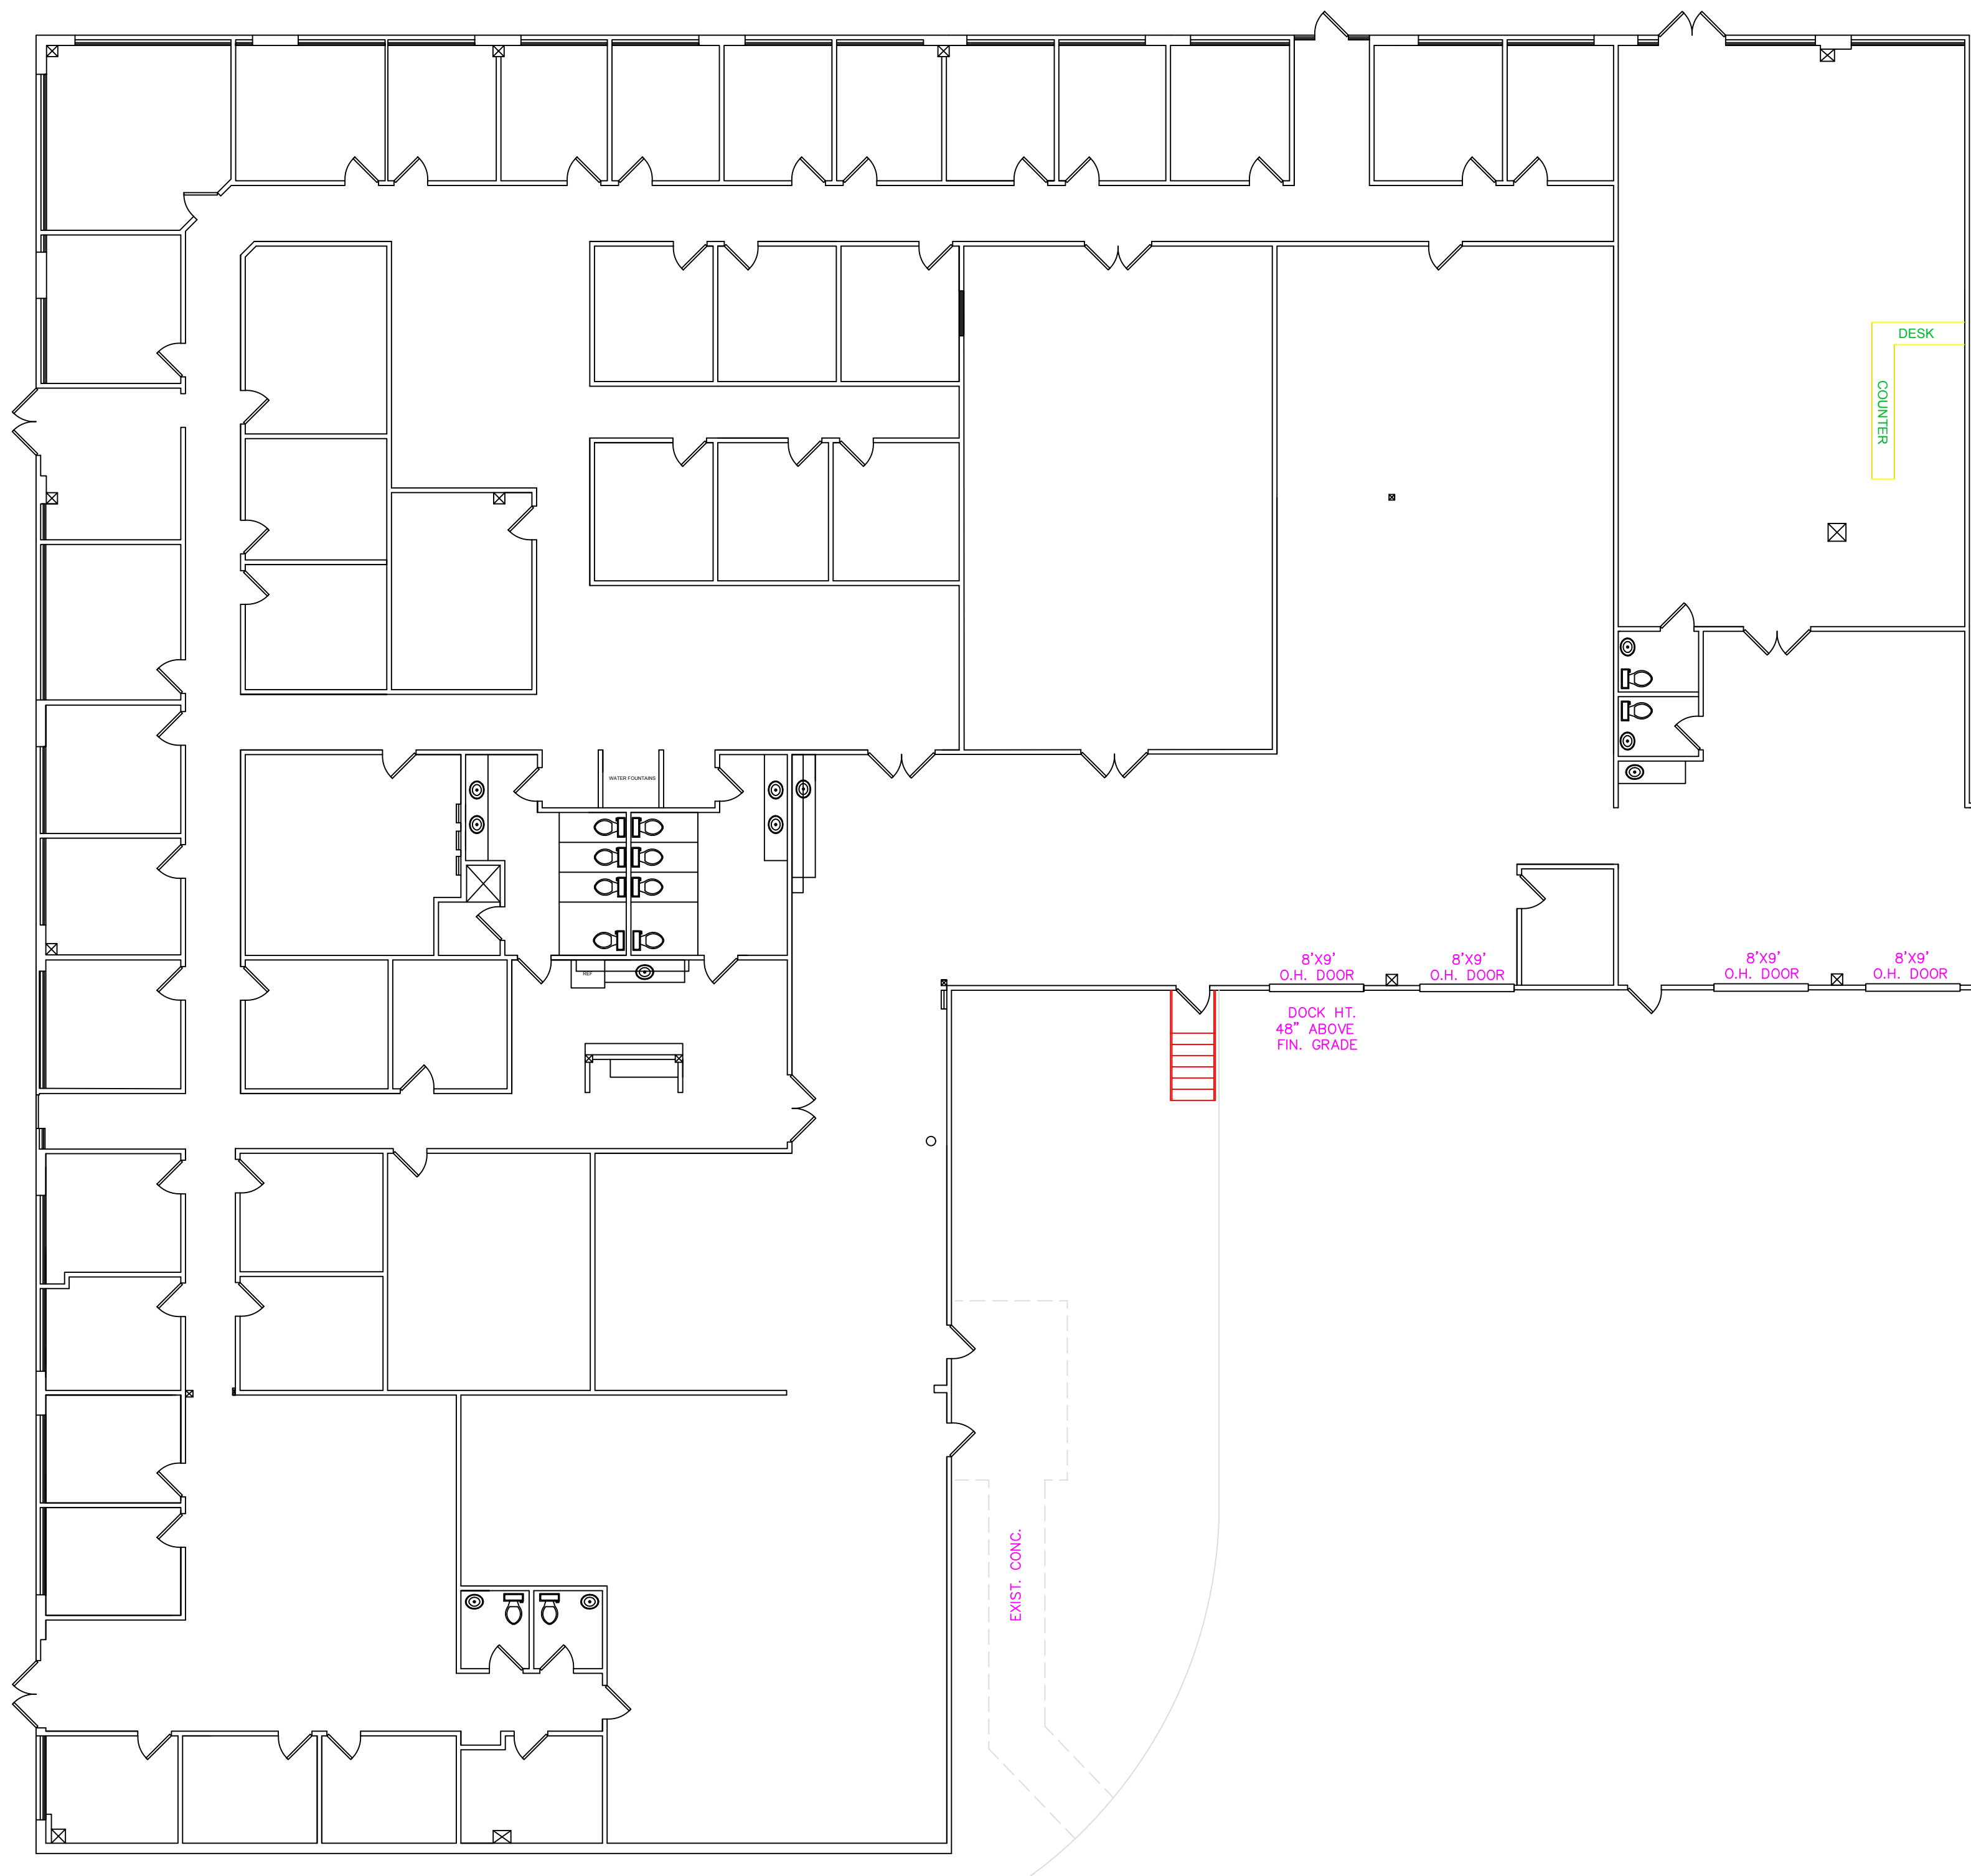 DESK
COUNTER
WATER FOUNTAINS
REF
8'X9'
O.H. DOOR
8'X9'
O.H. DOOR
8'X9'
O.H. DOOR
8'X9'
O.H. DOOR
DOCK HT.
48" ABOVE
FIN. GRADE
EXIST. CONC.